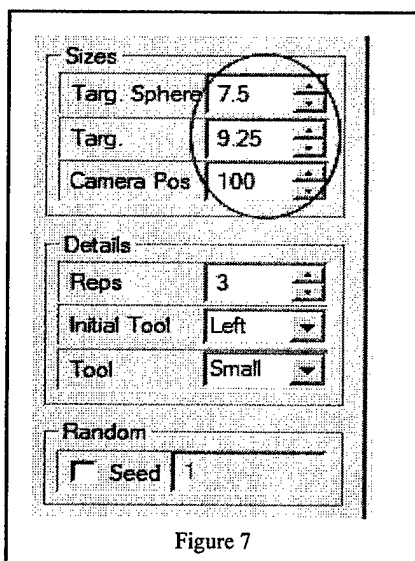 Sizes
Targ. Sphere 7.5
Targ. 9.25
Camera Pos 100
Details
Reps 3
Initial Tool Left
Tool Small
Random
Seed 1
Figure 7